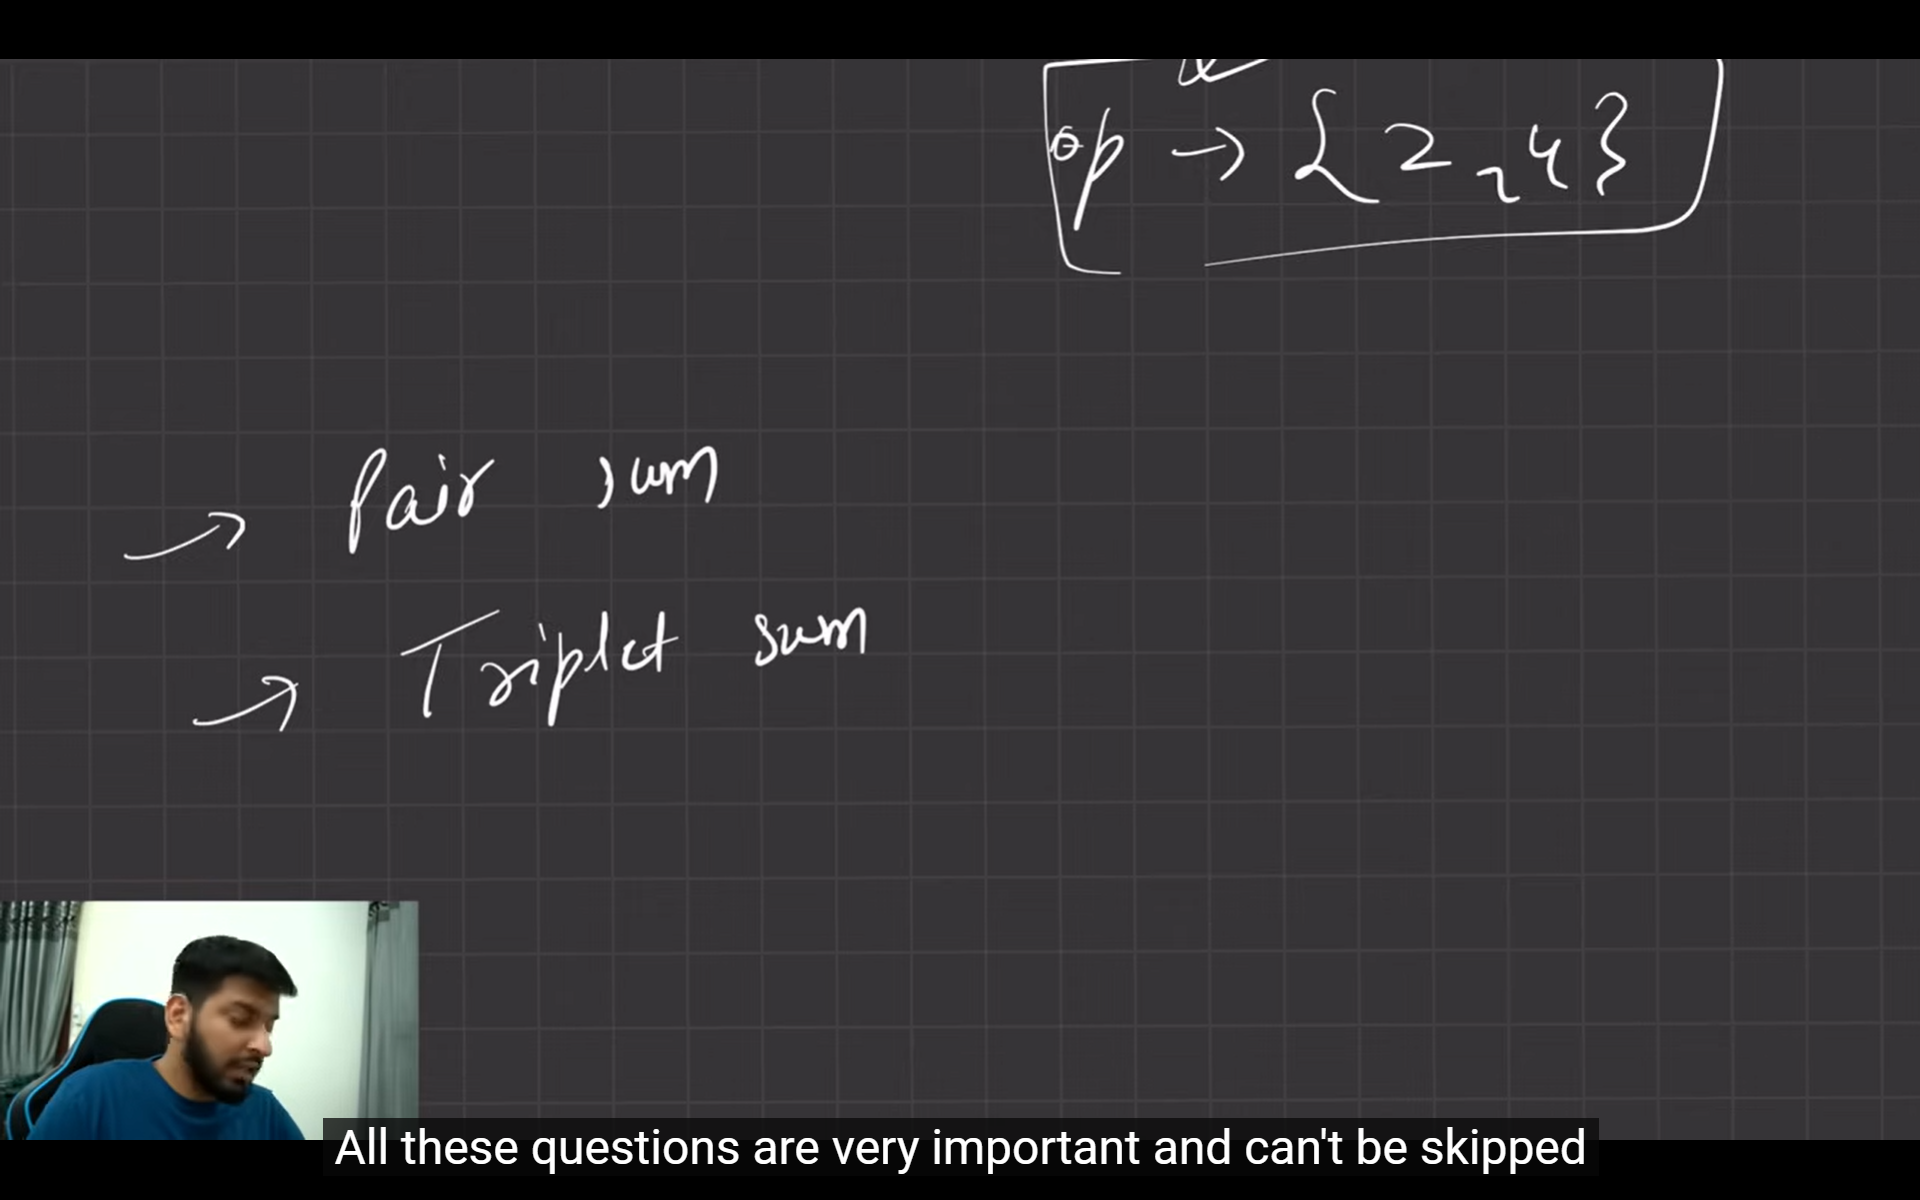 op → {2, 4}
→ Pair sum
→ Triplet sum
All these questions are very important and can't be skipped